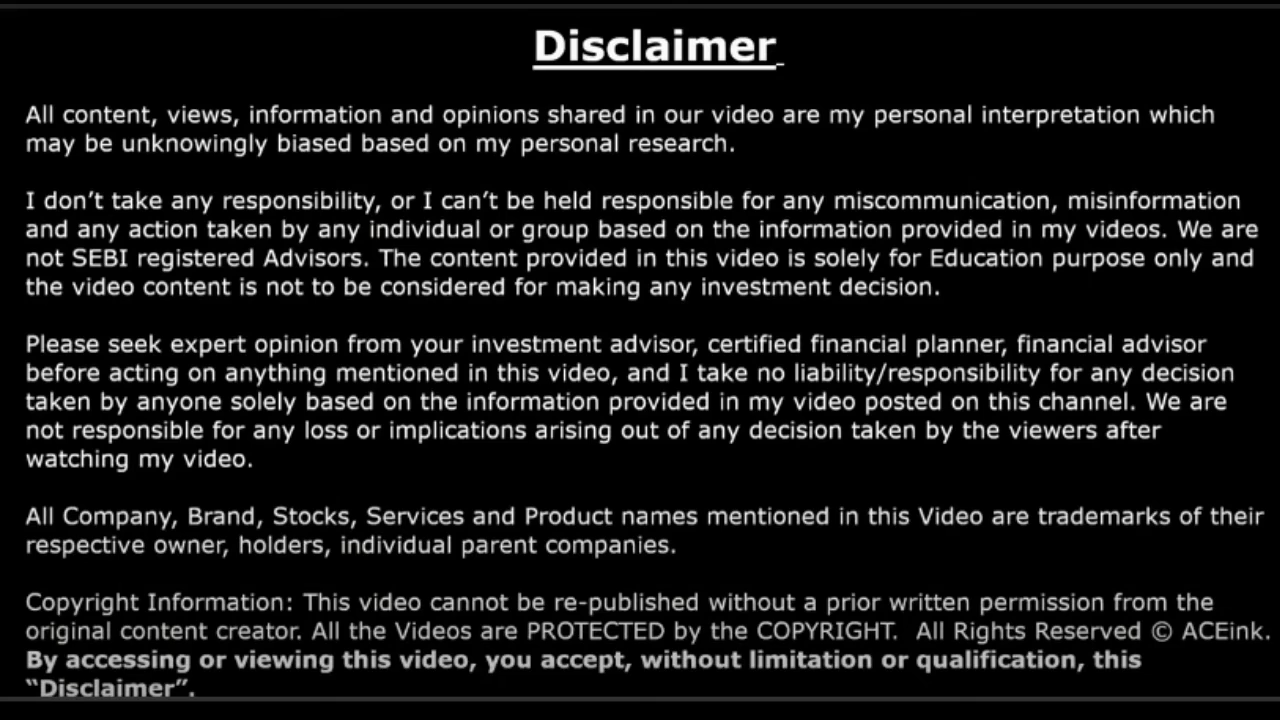 Disclaimer
All content, views, information and opinions shared in our video are my personal interpretation which
may be unknowingly biased based on my personal research.
I don’t take any responsibility, or I can’t be held responsible for any miscommunication, misinformation
and any action taken by any individual or group based on the information provided in my videos. We are
not SEBI registered Advisors. The content provided in this video is solely for Education purpose only and
the video content is not to be considered for making any investment decision.
Please seek expert opinion from your investment advisor, certified financial planner, financial advisor
before acting on anything mentioned in this video, and I take no liability/responsibility for any decision
taken by anyone solely based on the information provided in my video posted on this channel. We are
not responsible for any loss or implications arising out of any decision taken by the viewers after
watching my video.
All Company, Brand, Stocks, Services and Product names mentioned in this Video are trademarks of their
respective owner, holders, individual parent companies.
Copyright Information: This video cannot be re-published without a prior written permission from the
original content creator. All the Videos are PROTECTED by the COPYRIGHT.  All Rights Reserved © ACEink.
By accessing or viewing this video, you accept, without limitation or qualification, this
“Disclaimer”.